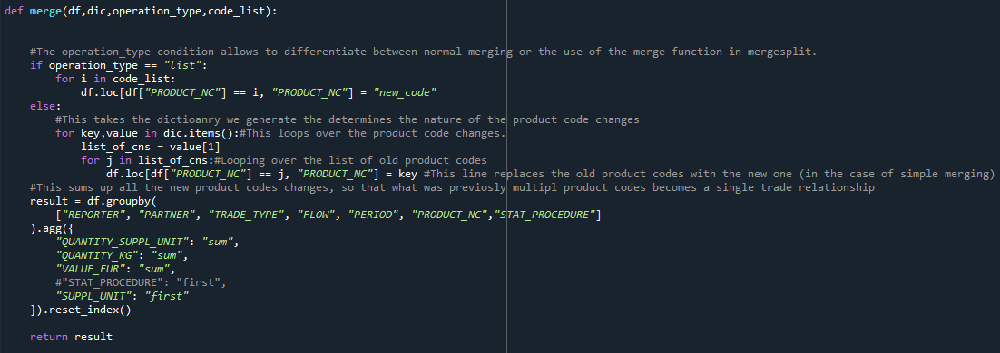 def merge(df,dic,operation_type,code_list):
    #The operation_type condition allows to differentiate between normal merging or the use of the merge function in mergesplit.
    if operation_type == "list":
        for i in code_list:
            df.loc[df["PRODUCT_NC"] == i, "PRODUCT_NC"] = "new_code"
    else:
        #This takes the dictioanry we generate the determines the nature of the product code changes
        for key,value in dic.items():#This loops over the product code changes.
            list_of_cns = value[1]
            for j in list_of_cns:#Looping over the list of old product codes
                df.loc[df["PRODUCT_NC"] == j, "PRODUCT_NC"] = key #This line replaces the old product codes with the new one (in the case of simple merging)
    #This sums up all the new product codes changes, so that what was previosly multipl product codes becomes a single trade relationship
    result = df.groupby(
        ["REPORTER", "PARTNER", "TRADE_TYPE", "FLOW", "PERIOD", "PRODUCT_NC","STAT_PROCEDURE"]
    ).agg({
        "QUANTITY_SUPPL_UNIT": "sum",
        "QUANTITY_KG": "sum",
        "VALUE_EUR": "sum",
        #"STAT_PROCEDURE": "first",
        "SUPPL_UNIT": "first"
    }).reset_index()
    return result